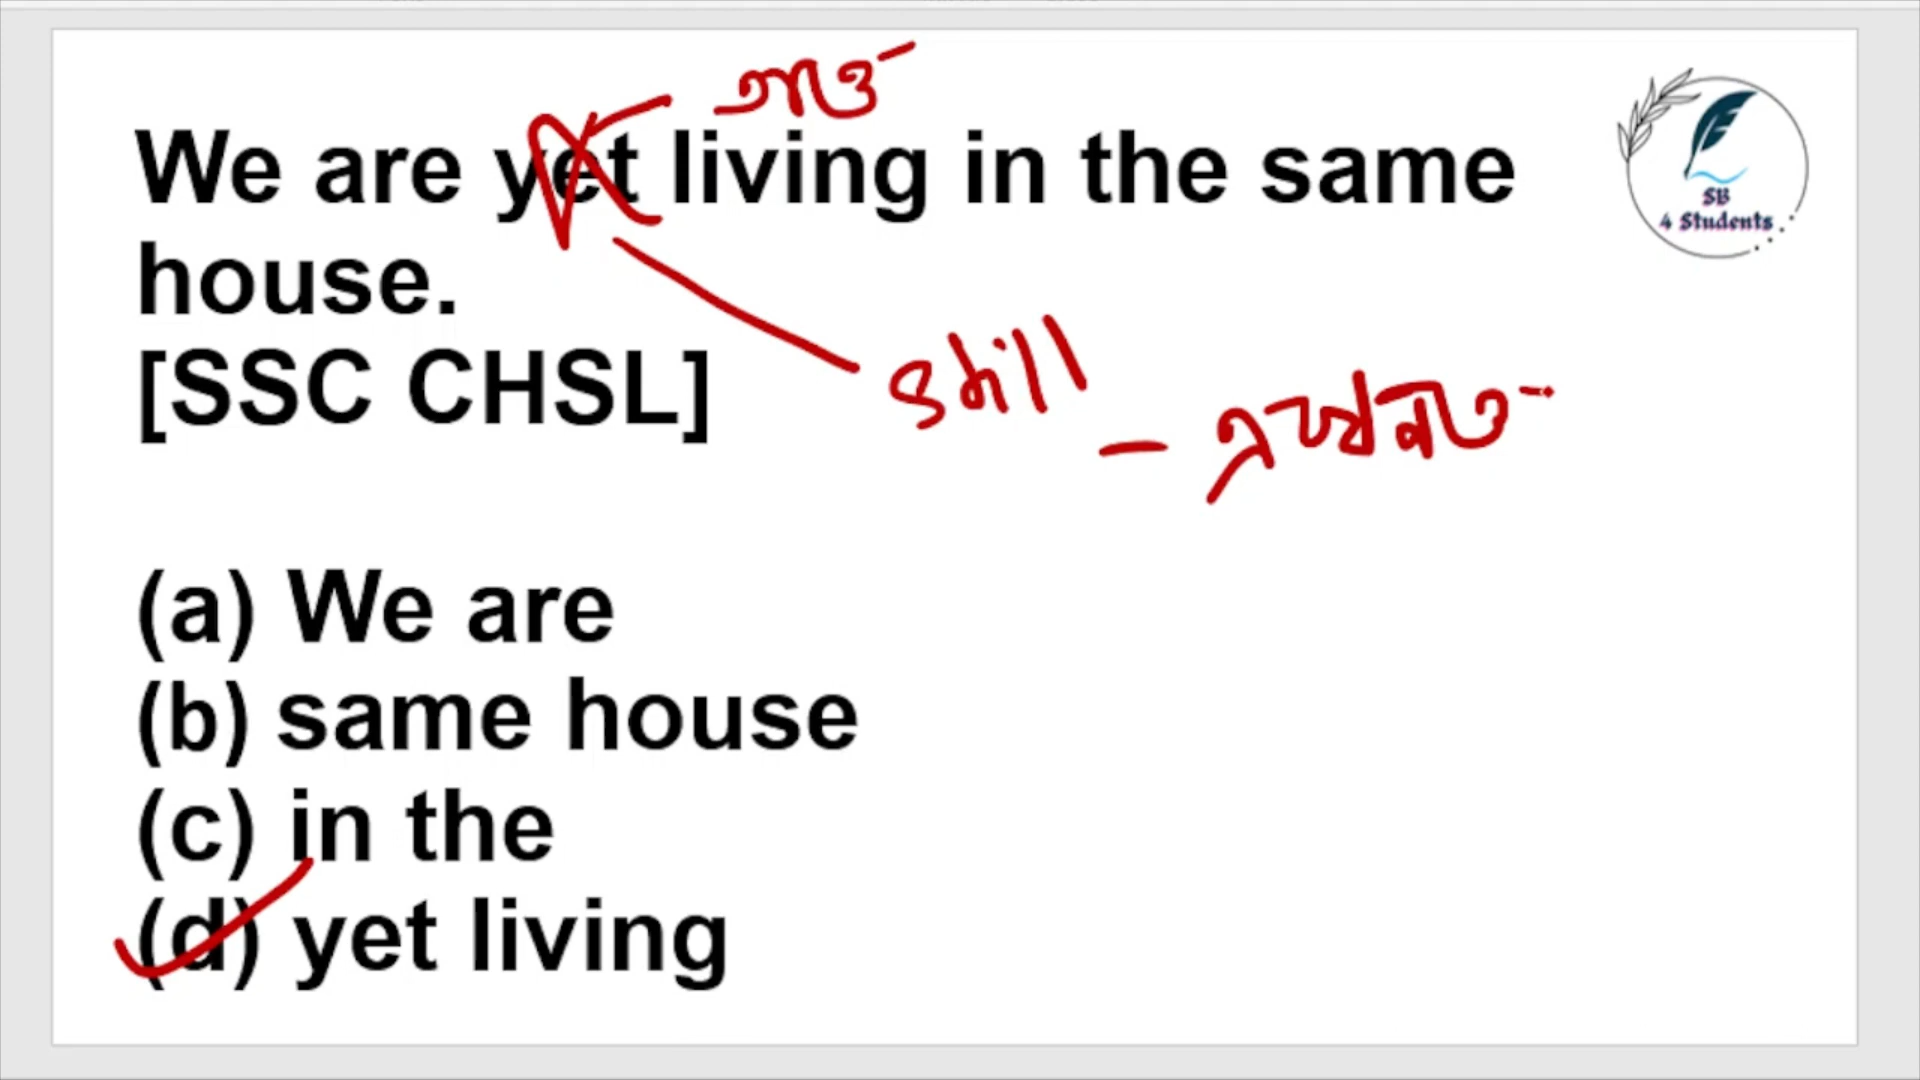 We are yet living in the same
house.
[SSC CHSL]
still
– এখনও
(a) We are
(b) same house
(c) in the
(d) yet living
SB
4 Students